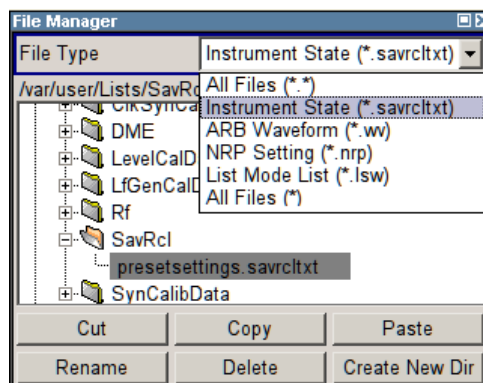 File Manager
File Type Instrument State (*.savrcltxt)
/var/user/Lists/SavRc
All Files (*.*)
Instrument State (*.savrcltxt)
ARB Waveform (*.wv)
NRP Setting (*.nrp)
List Mode List (*.lsw)
All Files (*)
ClkSynCa
DME
LevelCalD
LfGenCalD
Rf
SavRcl
presetsettings.savrcltxt
SynCalibData
Cut Copy Paste
Rename Delete Create New Dir